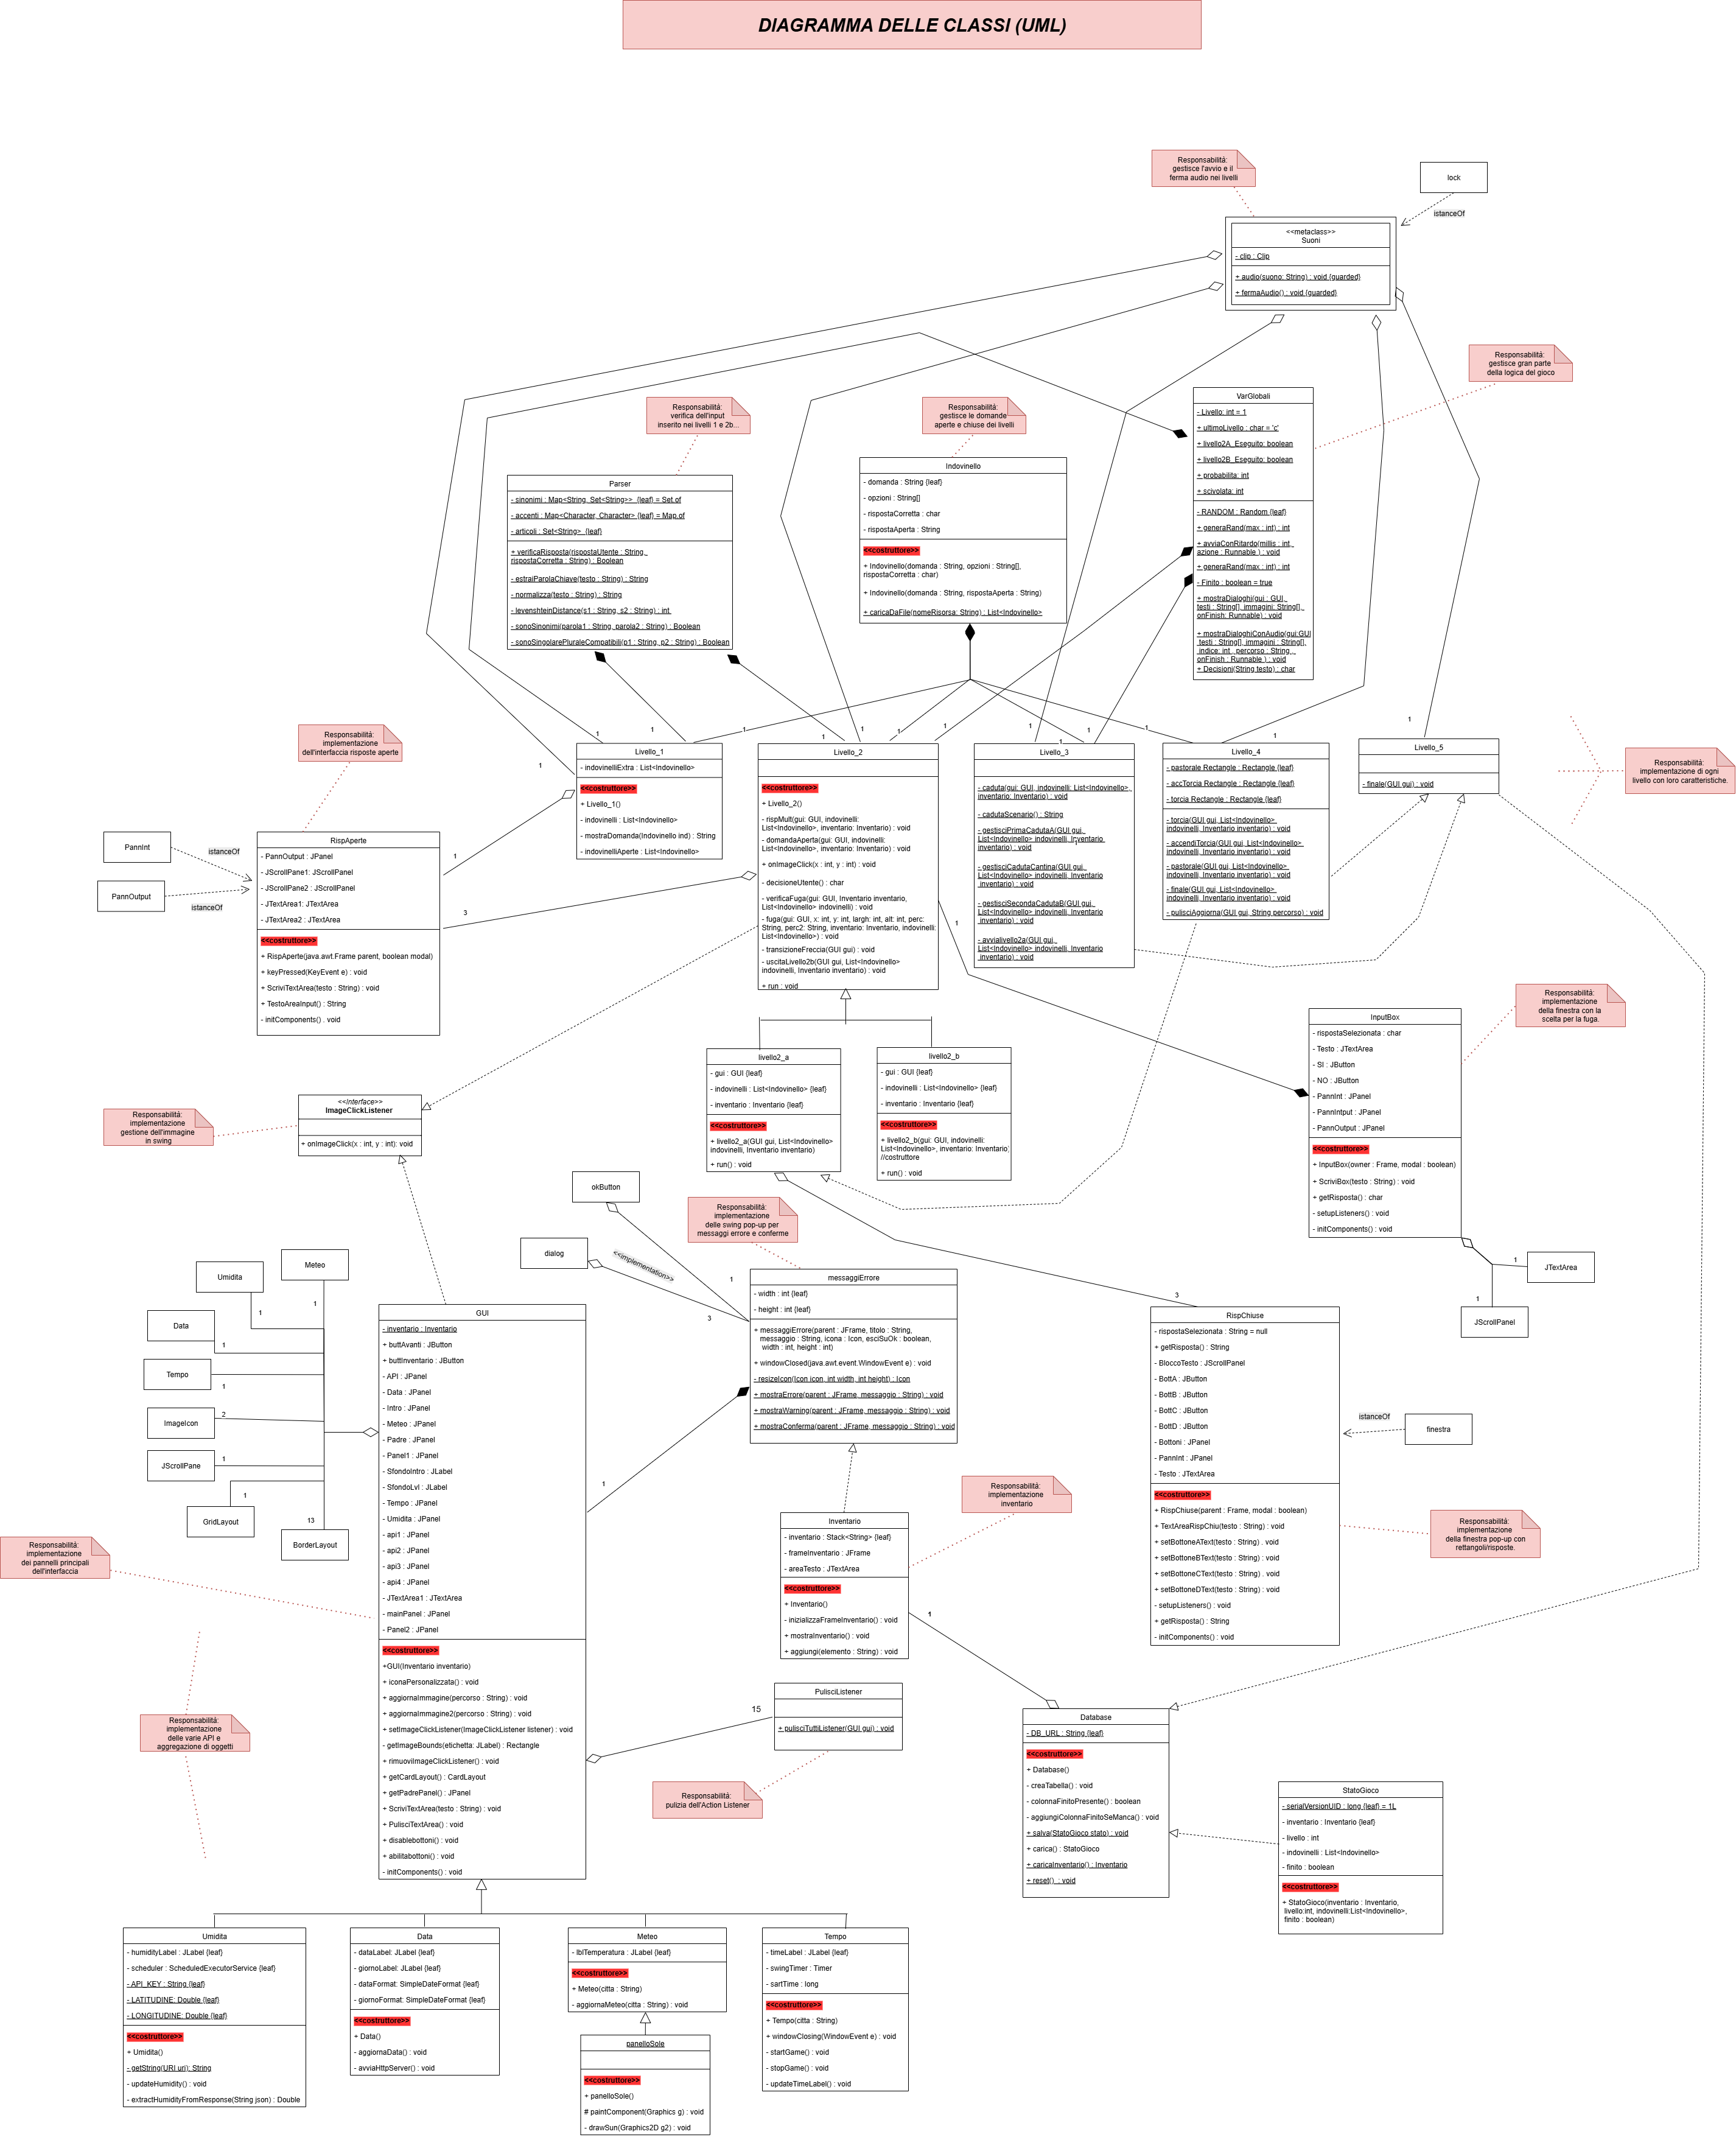 DIAGRAMMA DELLE CLASSI (UML)
Responsabilità:
gestisce l'avvio e il
ferma audio nei livelli
lock
istanceOf
<<metaclass>>
Suoni
- clip : Clip
+ audio(suono: String) : void {guarded}
+ fermaAudio() : void {guarded}
Responsabilità:
gestisce gran parte
della logica del gioco
VarGlobali
- Livello: int = 1
+ ultimoLivello : char = 'c'
+ livello2A_Eseguito: boolean
+ livello2B_Eseguito: boolean
+ probabilita: int
+ scivolata: int
- RANDOM : Random {leaf}
+ generaRand(max : int) : int
+ avviaConRitardo(millis : int,
azione : Runnable ) : void
+ generaRand(max : int) : int
- Finito : boolean = true
+ mostraDialoghi(gui : GUI,
testi : String[], immagini: String[],
onFinish: Runnable) : void
+ mostraDialoghiConAudio(gui:GUI
testi : String[], immagini : String[],
indice: int , percorso : String ,
onFinish : Runnable ) : void
+ Decisioni(String testo) : char
Responsabilità:
verifica dell'input
inserito nei livelli 1 e 2b...
Parser
- sinonimi : Map<String, Set<String>> {leaf} = Set.of
- accenti : Map<Character, Character> {leaf} = Map.of
- articoli : Set<String> {leaf}
+ verificaRisposta(rispostaUtente : String,
rispostaCorretta : String) : Boolean
- estraiParolaChiave(testo : String) : String
- normalizza(testo : String) : String
- levenshteinDistance(s1 : String, s2 : String) : int
- sonoSinonimi(parola1 : String, parola2 : String) : Boolean
- sonoSingolarePluraleCompatibili(p1 : String, p2 : String) : Boolean
Responsabilità:
gestisce le domande
aperte e chiuse dei livelli
Indovinello
- domanda : String {leaf}
- opzioni : String[]
- rispostaCorretta : char
- rispostaAperta : String
<<costruttore>>
+ Indovinello(domanda : String, opzioni : String[],
rispostaCorretta : char)
+ Indovinello(domanda : String, rispostaAperta : String)
+ caricaDaFile(nomeRisorsa: String) : List<Indovinello>
1
1
1
1
1
1
1
1
1
1
1
1
1
Livello_1
- indovinelliExtra : List<Indovinello>
<<costruttore>>
+ Livello_1()
- indovinelli : List<Indovinello>
- mostraDomanda(Indovinello ind) : String
- indovinelliAperte : List<Indovinello>
Livello_2
<<costruttore>>
+ Livello_2()
- rispMult(gui: GUI, indovinelli:
List<Indovinello>, inventario: Inventario) : void
- domandaAperta(gui: GUI, indovinelli:
List<Indovinello>, inventario: Inventario) : void
+ onImageClick(x : int, y : int) : void
- decisioneUtente() : char
- verificaFuga(gui: GUI, Inventario inventario,
List<Indovinello> indovinelli) : void
- fuga(gui: GUI, x: int, y: int, largh: int, alt: int, perc:
String, perc2: String, inventario: Inventario, indovinelli:
List<Indovinello>) : void
- transizioneFreccia(GUI gui) : void
- uscitaLivello2b(GUI gui, List<Indovinello>
indovinelli, Inventario inventario) : void
+ run : void
Livello_3
- caduta(gui: GUI, indovinelli: List<Indovinello>,
inventario: Inventario) : void
- cadutaScenario() : String
- gestisciPrimaCadutaA(GUI gui,
List<Indovinello> indovinelli, Inventario
inventario) : void
- gestisciCadutaCantina(GUI gui,
List<Indovinello> indovinelli, Inventario
inventario) : void
- gestisciSecondaCadutaB(GUI gui,
List<Indovinello> indovinelli, Inventario
inventario) : void
- avvialivello2a(GUI gui,
List<Indovinello> indovinelli, Inventario
inventario) : void
Livello_4
- pastorale Rectangle : Rectangle {leaf}
- accTorcia Rectangle : Rectangle {leaf}
- torcia Rectangle : Rectangle {leaf}
- torcia(GUI gui, List<Indovinello>
indovinelli, Inventario inventario) : void
- accendiTorcia(GUI gui, List<Indovinello>
indovinelli, Inventario inventario) : void
- pastorale(GUI gui, List<Indovinello>
indovinelli, Inventario inventario) : void
- finale(GUI gui, List<Indovinello>
indovinelli, Inventario inventario) : void
- pulisciAggiorna(GUI gui, String percorso) : void
Livello_5
- finale(GUI gui) : void
Responsabilità:
implementazione di ogni
livello con loro caratteristiche.
Responsabilità:
implementazione
dell'interfaccia risposte aperte
PannInt
istanceOf
PannOutput
istanceOf
RispAperte
- PannOutput : JPanel
- JScrollPane1: JScrollPanel
- JScrollPane2 : JScrollPanel
- JTextArea1: JTextArea
- JTextArea2 : JTextArea
<<costruttore>>
+ RispAperte(java.awt.Frame parent, boolean modal)
+ keyPressed(KeyEvent e) : void
+ ScriviTextArea(testo : String) : void
+ TestoAreaInput() : String
- initComponents() . void
1
3
1
livello2_a
- gui : GUI {leaf}
- indovinelli : List<Indovinello> {leaf}
- inventario : Inventario {leaf}
<<costruttore>>
+ livello2_a(GUI gui, List<Indovinello>
indovinelli, Inventario inventario)
+ run() : void
livello2_b
- gui : GUI {leaf}
- indovinelli : List<Indovinello> {leaf}
- inventario : Inventario {leaf}
<<costruttore>>
+ livello2_b(gui: GUI, indovinelli:
List<Indovinello>, inventario: Inventario)
//costruttore
+ run() : void
Responsabilità:
implementazione
della finestra con la
scelta per la fuga.
InputBox
- rispostaSelezionata : char
- Testo : JTextArea
- SI : JButton
- NO : JButton
- PannInt : JPanel
- PannIntput : JPanel
- PannOutput : JPanel
<<costruttore>>
+ InputBox(owner : Frame, modal : boolean)
+ ScriviBox(testo : String) : void
+ getRisposta() : char
- setupListeners() : void
- initComponents() : void
1
JTextArea
1
JScrollPanel
Responsabilità:
implementazione
gestione dell'immagine
in swing
<<interface>>
ImageClickListener
+ onImageClick(x : int, y : int): void
okButton
dialog
<<implementation>>
1
3
Responsabilità:
implementazione
delle swing pop-up per
messaggi errore e conferme
messaggiErrore
- width : int {leaf}
- height : int {leaf}
+ messaggiErrore(parent : JFrame, titolo : String,
messaggio : String, icona : Icon, esciSuOk : boolean,
width : int, height : int)
+ windowClosed(java.awt.event.WindowEvent e) : void
- resizeIcon(Icon icon, int width, int height) : Icon
+ mostraErrore(parent : JFrame, messaggio : String) : void
+ mostraWarning(parent : JFrame, messaggio : String) : void
+ mostraConferma(parent : JFrame, messaggio : String) : void
3
RispChiuse
- rispostaSelezionata : String = null
+ getRisposta() : String
- BloccoTesto : JScrollPanel
- BottA : JButton
- BottB : JButton
- BottC : JButton
- BottD : JButton
- Bottoni : JPanel
- PannInt : JPanel
- Testo : JTextArea
<<costruttore>>
+ RispChiuse(parent : Frame, modal : boolean)
+ TextAreaRispChiu(testo : String) : void
+ setBottoneAText(testo : String) . void
+ setBottoneBText(testo : String) : void
+ setBottoneCText(testo : String) . void
+ setBottoneDText(testo : String) : void
- setupListeners() : void
+ getRisposta() : String
- initComponents() : void
istanceOf
finestra
Responsabilità:
implementazione
della finestra pop-up con
rettangoli/risposte.
Meteo
1
Umidita
1
Data
1
Tempo
1
ImageIcon
2
JScrollPane
1
GridLayout
1
BorderLayout
13
GUI
- inventario : Inventario
+ buttAvanti : JButton
+ buttInventario : JButton
- API : JPanel
- Data : JPanel
- Intro : JPanel
- Meteo : JPanel
- Padre : JPanel
- Panel1 : JPanel
- SfondoIntro : JLabel
- SfondoLvl : JLabel
- Tempo : JPanel
- Umidita : JPanel
- api1 : JPanel
- api2 : JPanel
- api3 : JPanel
- api4 : JPanel
- JTextArea1 : JTextArea
- mainPanel : JPanel
- Panel2 : JPanel
<<costruttore>>
+GUI(Inventario inventario)
+ iconaPersonalizzata() : void
+ aggiornaImmagine(percorso : String) : void
+ aggiornaImmagine2(percorso : String) : void
+ setImageClickListener(ImageClickListener listener) : void
- getImageBounds(etichetta: JLabel) : Rectangle
+ rimuoviImageClickListener() : void
+ getCardLayout() : CardLayout
+ getPadrePanel() : JPanel
+ ScriviTextArea(testo : String) : void
+ PulisciTextArea() : void
+ disablebottoni() : void
+ abilitabottoni() : void
- initComponents() : void
1
Responsabilità:
implementazione
dei pannelli principali
dell'interfaccia
Responsabilità:
implementazione
delle varie API e
aggregazione di oggetti
Responsabilità:
implementazione
inventario
Inventario
- inventario : Stack<String> {leaf}
- frameInventario : JFrame
- areaTesto : JTextArea
<<costruttore>>
+ Inventario()
- inizializzaFrameInventario() : void
+ mostraInventario() : void
+ aggiungi(elemento : String) : void
1
15
PulisciListener
+ pulisciTuttiListener(GUI gui) : void
Responsabilità:
pulizia dell'Action Listener
Database
- DB_URL : String {leaf}
<<costruttore>>
+ Database()
- creaTabella() : void
- colonnaFinitoPresente() : boolean
- aggiungiColonnaFinitoSeManca() : void
+ salva(StatoGioco stato) : void
+ carica() : StatoGioco
+ caricaInventario() : Inventario
+ reset() : void
StatoGioco
- serialVersionUID : long {leaf} = 1L
- inventario : Inventario {leaf}
- livello : int
- indovinelli : List<Indovinello>
- finito : boolean
<<costruttore>>
+ StatoGioco(inventario : Inventario,
livello:int, indovinelli:List<Indovinello>,
finito : boolean)
Umidita
- humidityLabel : JLabel {leaf}
- scheduler : ScheduledExecutorService {leaf}
- API_KEY : String {leaf}
- LATITUDINE: Double {leaf}
- LONGITUDINE: Double {leaf}
<<costruttore>>
+ Umidita()
- getString(URI uri): String
- updateHumidity() : void
- extractHumidityFromResponse(String json) : Double
Data
- dataLabel: JLabel {leaf}
- giornoLabel: JLabel {leaf}
- dataFormat: SimpleDateFormat {leaf}
- giornoFormat: SimpleDateFormat {leaf}
<<costruttore>>
+ Data()
- aggiornaData() : void
- avviaHttpServer() : void
Meteo
- lblTemperatura : JLabel {leaf}
<<costruttore>>
+ Meteo(citta : String)
- aggiornaMeteo(citta : String) : void
panelloSole
<<costruttore>>
+ panelloSole()
# paintComponent(Graphics g) : void
- drawSun(Graphics2D g2) : void
Tempo
- timeLabel : JLabel {leaf}
- swingTimer : Timer
- sartTime : long
<<costruttore>>
+ Tempo(citta : String)
+ windowClosing(WindowEvent e) : void
- startGame() : void
- stopGame() : void
- updateTimeLabel() : void